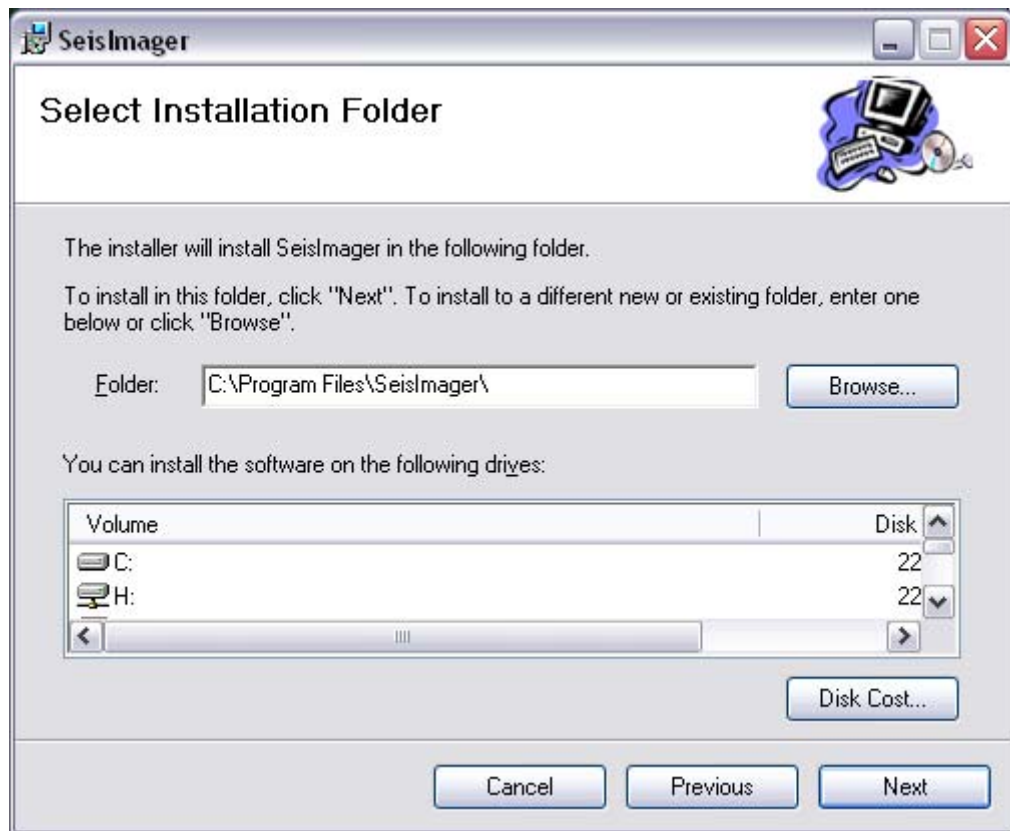 SeisImager
Select Installation Folder
The installer will install SeisImager in the following folder.
To install in this folder, click "Next". To install to a different new or existing folder, enter one
below or click "Browse".
Folder: C:\Program Files\SeisImager\ Browse...
You can install the software on the following drives:
Volume Disk
C: 22
H: 22
Disk Cost...
Cancel Previous Next